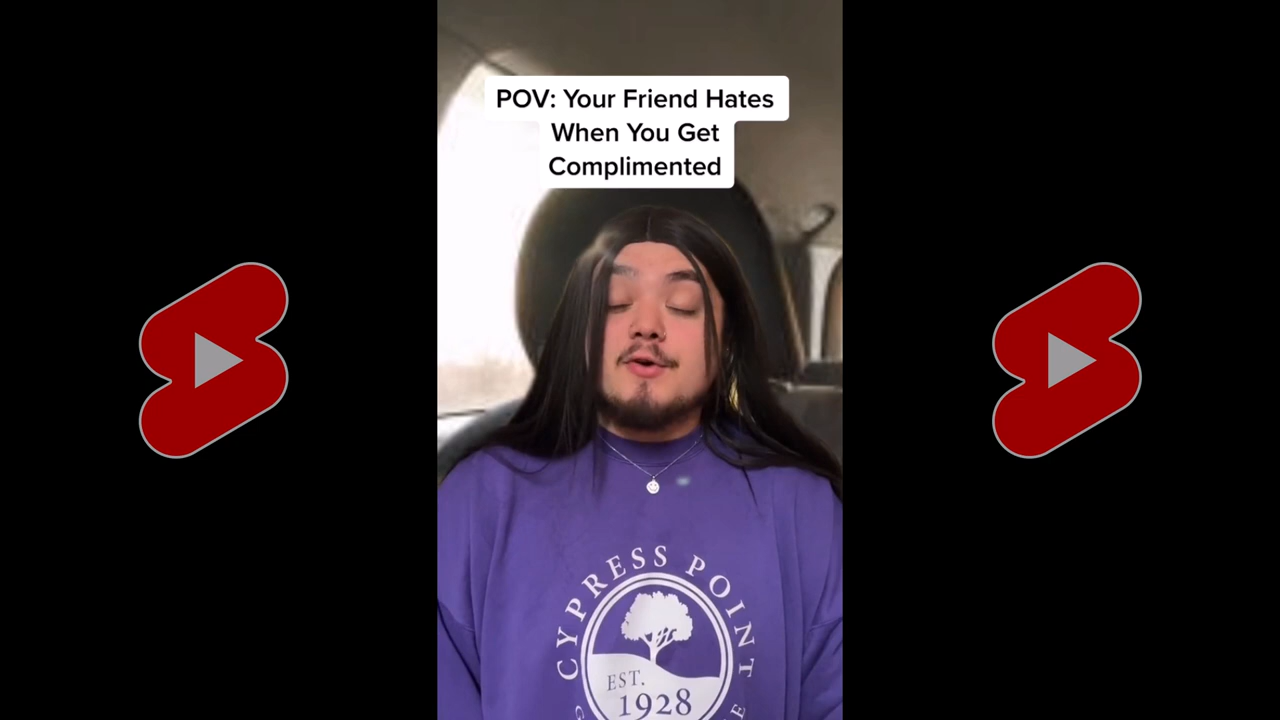 POV: Your Friend Hates
When You Get
Complimented
CYPRESS POINT
EST.
1928